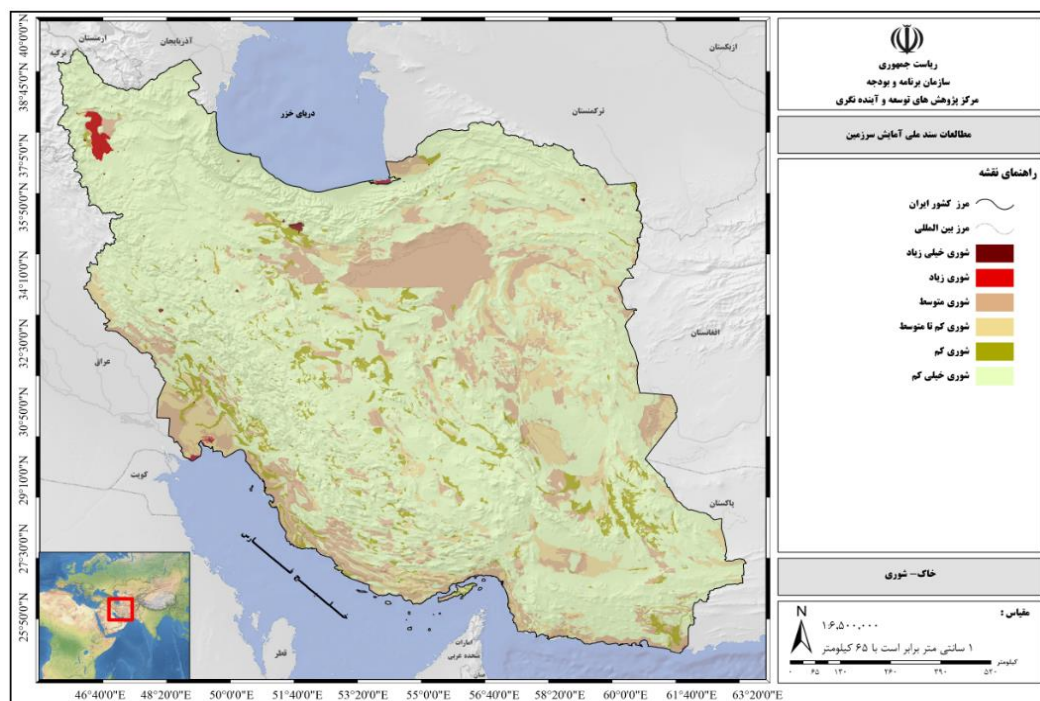 ریاست جمهوری
سازمان برنامه و بودجه
مرکز پژوهش های توسعه و آینده نگری
مطالعات سند ملی آمایش سرزمین
راهنمای نقشه
مرز کشور ایران
مرز بین المللی
شوری خیلی زیاد
شوری زیاد
شوری متوسط
شوری کم تا متوسط
شوری کم
شوری خیلی کم
خاک- شوری
مقیاس :
N
۱:۶,۵۰۰,۰۰۰
۱ سانتی متر برابر است با ۶۵ کیلومتر
کیلومتر
۰ ۶۵ ۱۳۰ ۲۶۰ ۳۹۰ ۵۲۰
ارمنستان
آذربایجان
ترکیه
ازبکستان
ترکمنستان
دریای خزر
افغانستان
عراق
کویت
پاکستان
قطر
امارات
متحده عربی
عمان
40°0'0"N
38°45'0"N
37°5'0"N
35°50'0"N
34°10'0"N
32°30'0"N
30°50'0"N
29°10'0"N
27°30'0"N
25°50'0"N
46°40'0"E 48°20'0"E 50°0'0"E 51°40'0"E 53°20'0"E 55°0'0"E 56°40'0"E 58°20'0"E 60°0'0"E 61°40'0"E 63°20'0"E